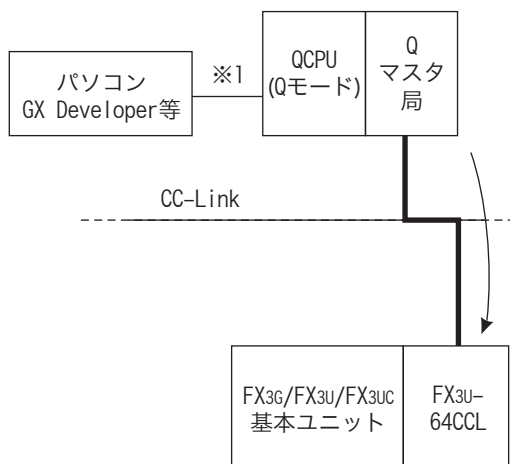 パソコン
GX Developer等
※1
QCPU
(Qモード)
Q
マスタ
局
CC-Link
FX3G/FX3U/FX3UC
基本ユニット
FX3U-
64CCL